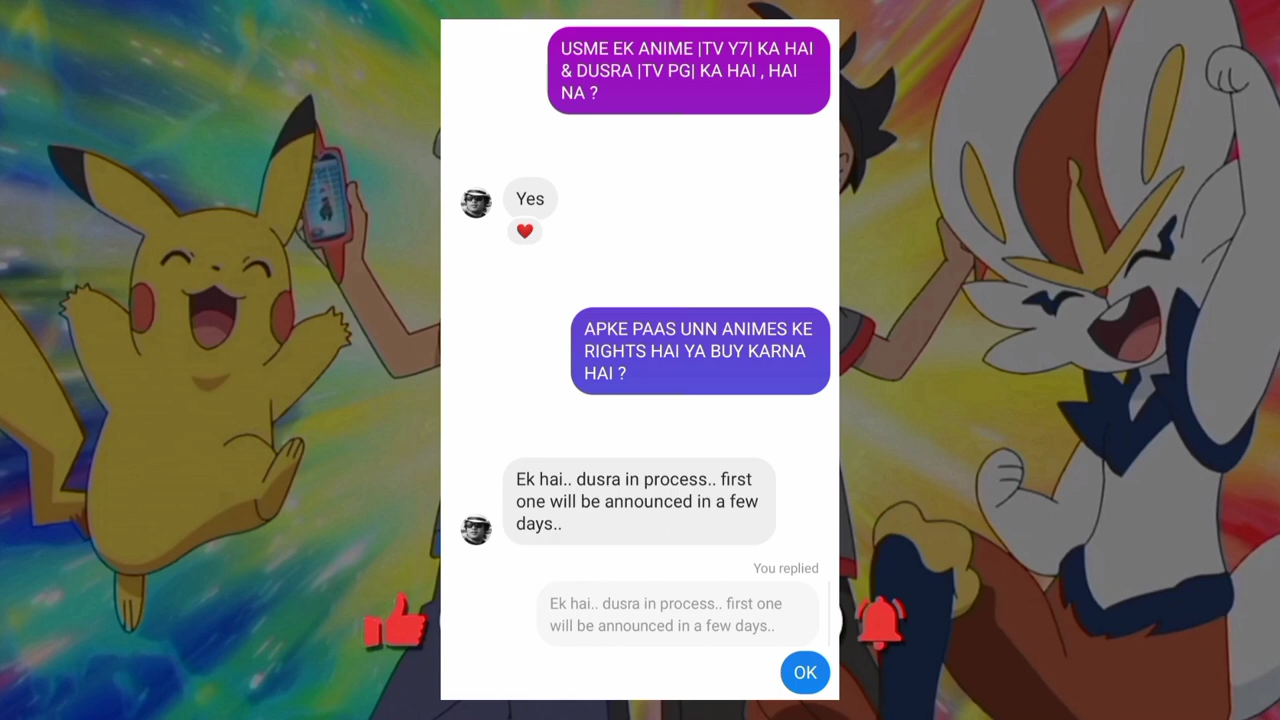 USME EK ANIME |TV Y7| KA HAI
& DUSRA |TV PG| KA HAI , HAI
NA ?
Yes
APKE PAAS UNN ANIMES KE
RIGHTS HAI YA BUY KARNA
HAI ?
Ek hai.. dusra in process.. first
one will be announced in a few
days..
You replied
Ek hai.. dusra in process.. first one
will be announced in a few days..
OK